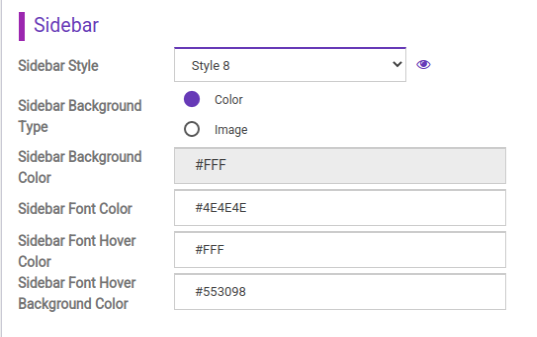 Sidebar
Sidebar Style
Style 8
Sidebar Background
Type
Color
Image
Sidebar Background
Color
#FFF
Sidebar Font Color
#4E4E4E
Sidebar Font Hover
Color
#FFF
Sidebar Font Hover
Background Color
#553098